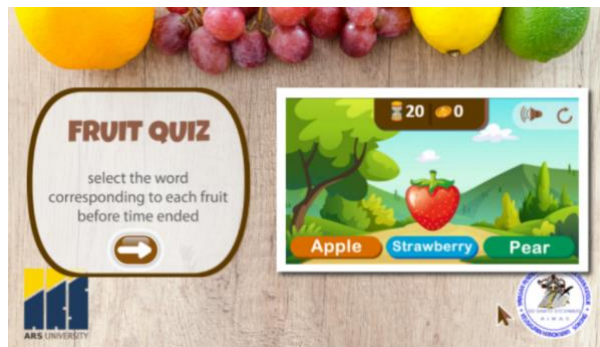 FRUIT QUIZ
select the word
corresponding to each fruit
before time ended
20 0
Apple Strawberry Pear
ARS UNIVERSITY